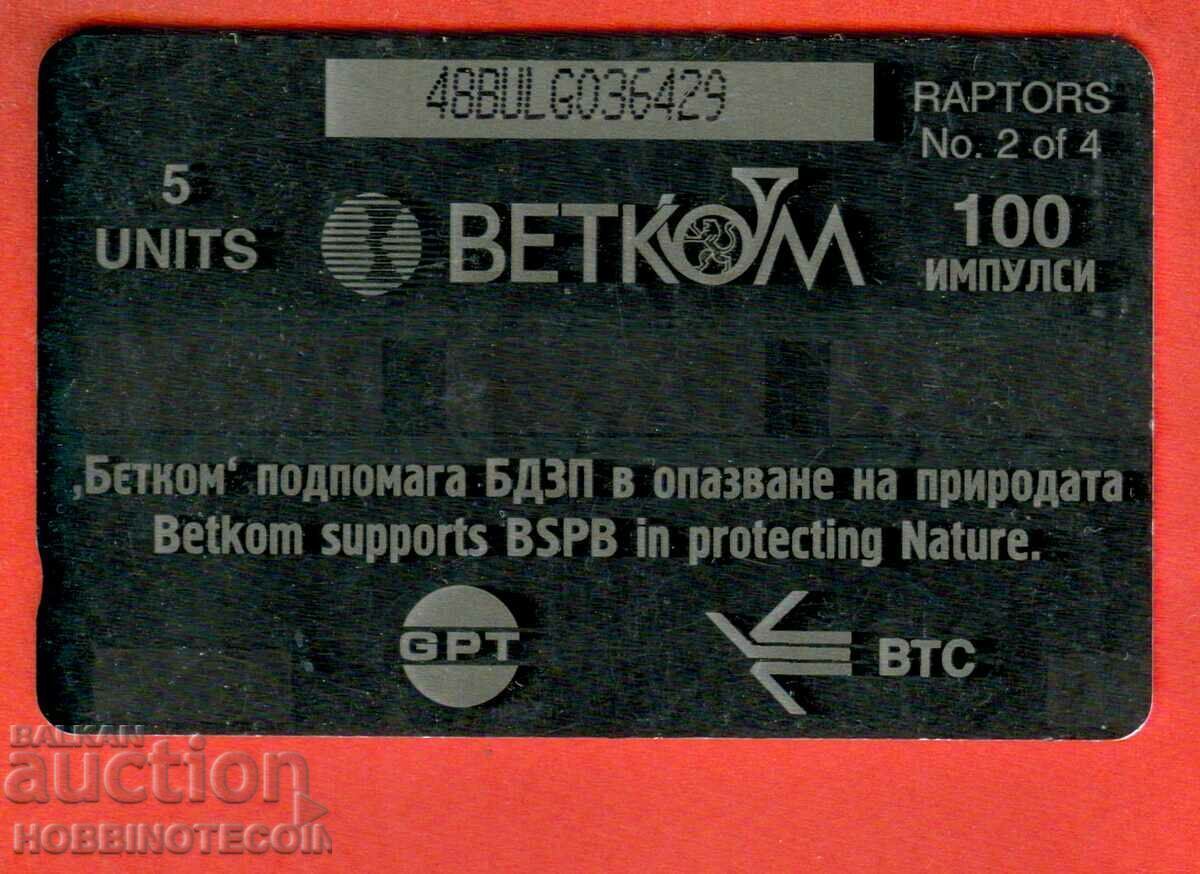 48BULG036429
RAPTORS
No. 2 of 4
5
UNITS
BETKOM
100
ИМПУЛСИ
„Бетком“ подпомага БДЗП в опазване на природата
Betkom supports BSPB in protecting Nature.
GPT
BTC
BALKAN
auction
HOBBINOTECOIN